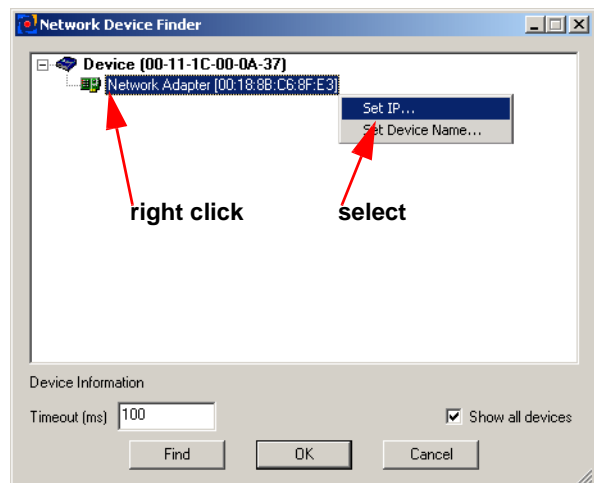 Network Device Finder
Device (00-11-1C-00-0A-37)
Network Adapter [00:18:8B:C6:8F:E3]
Set IP...
Set Device Name...
right click
select
Device Information
Timeout (ms) 100
Show all devices
Find OK Cancel